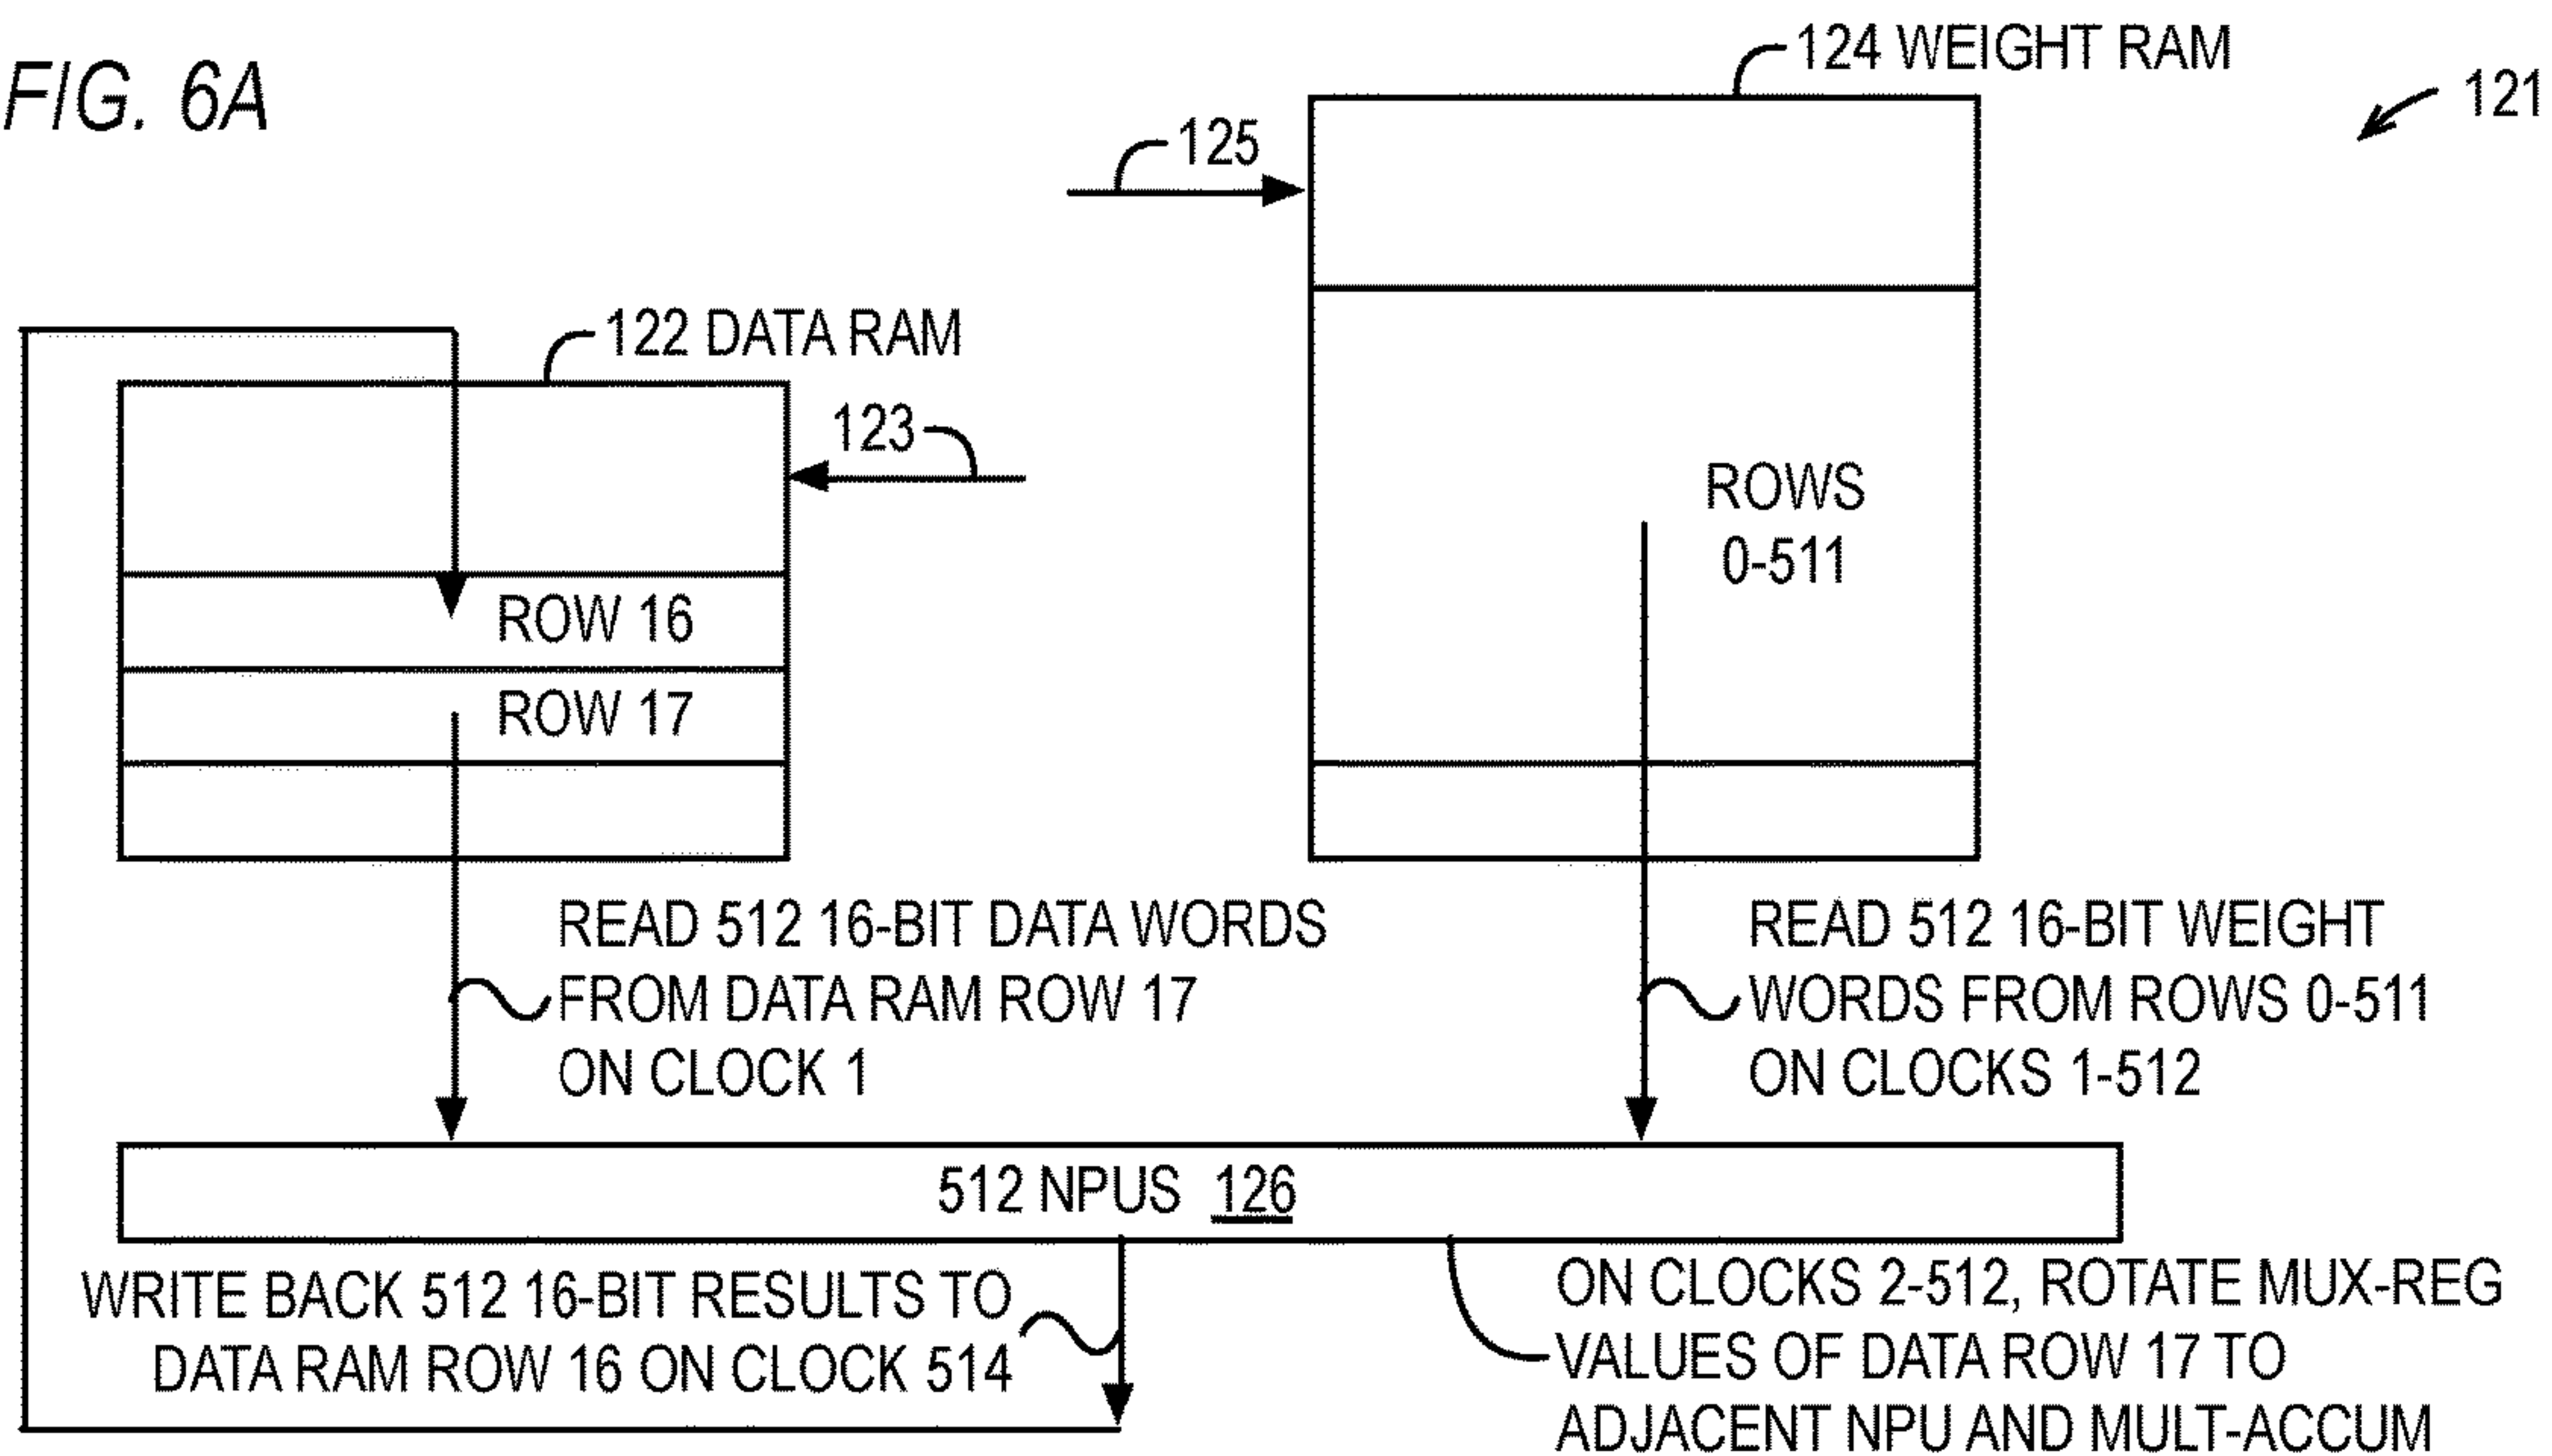 FIG. 6A
124 WEIGHT RAM
121
125
122 DATA RAM
123
ROWS
0-511
ROW 16
ROW 17
READ 512 16-BIT DATA WORDS
FROM DATA RAM ROW 17
ON CLOCK 1
READ 512 16-BIT WEIGHT
WORDS FROM ROWS 0-511
ON CLOCKS 1-512
512 NPUS 126
WRITE BACK 512 16-BIT RESULTS TO
DATA RAM ROW 16 ON CLOCK 514
ON CLOCKS 2-512, ROTATE MUX-REG
VALUES OF DATA ROW 17 TO
ADJACENT NPU AND MULT-ACCUM